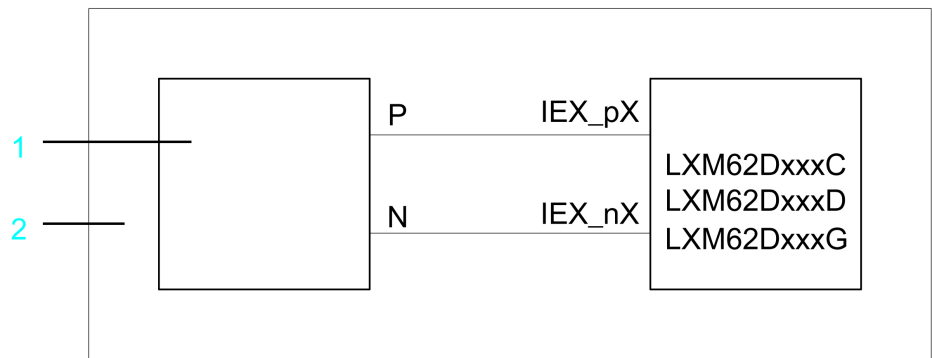 P IEX_pX
1
LXM62DxxxC
LXM62DxxxD
2 N IEX_nX
LXM62DxxxG